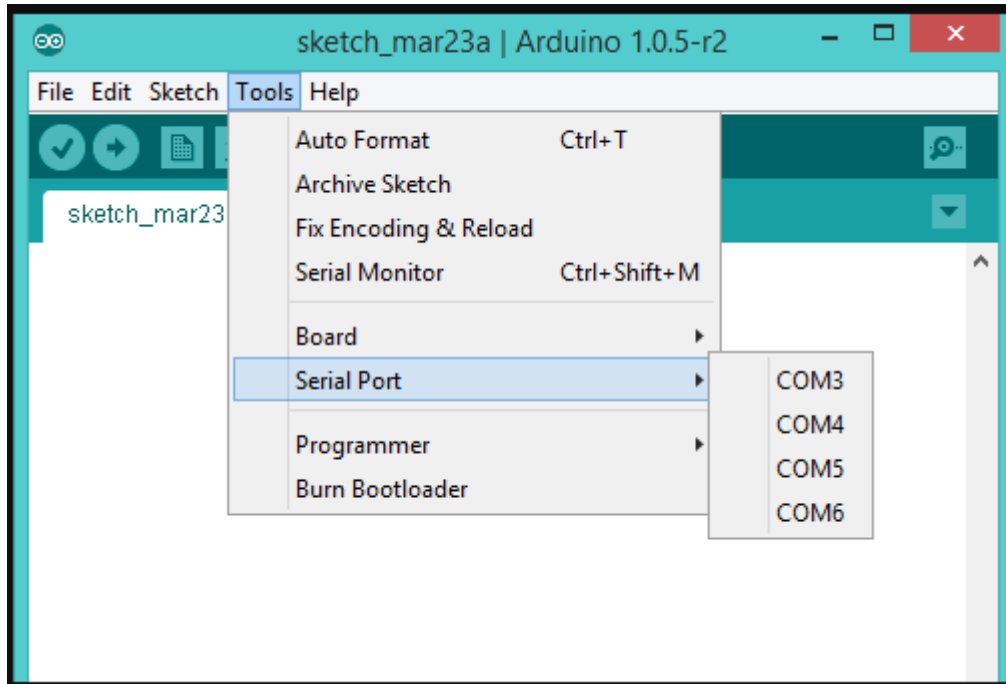 sketch_mar23a | Arduino 1.0.5-r2
File Edit Sketch Tools Help
Auto Format Ctrl+T
Archive Sketch
sketch_mar23
Fix Encoding & Reload
Serial Monitor Ctrl+Shift+M
Board
Serial Port
COM3
COM4
Programmer
COM5
Burn Bootloader
COM6